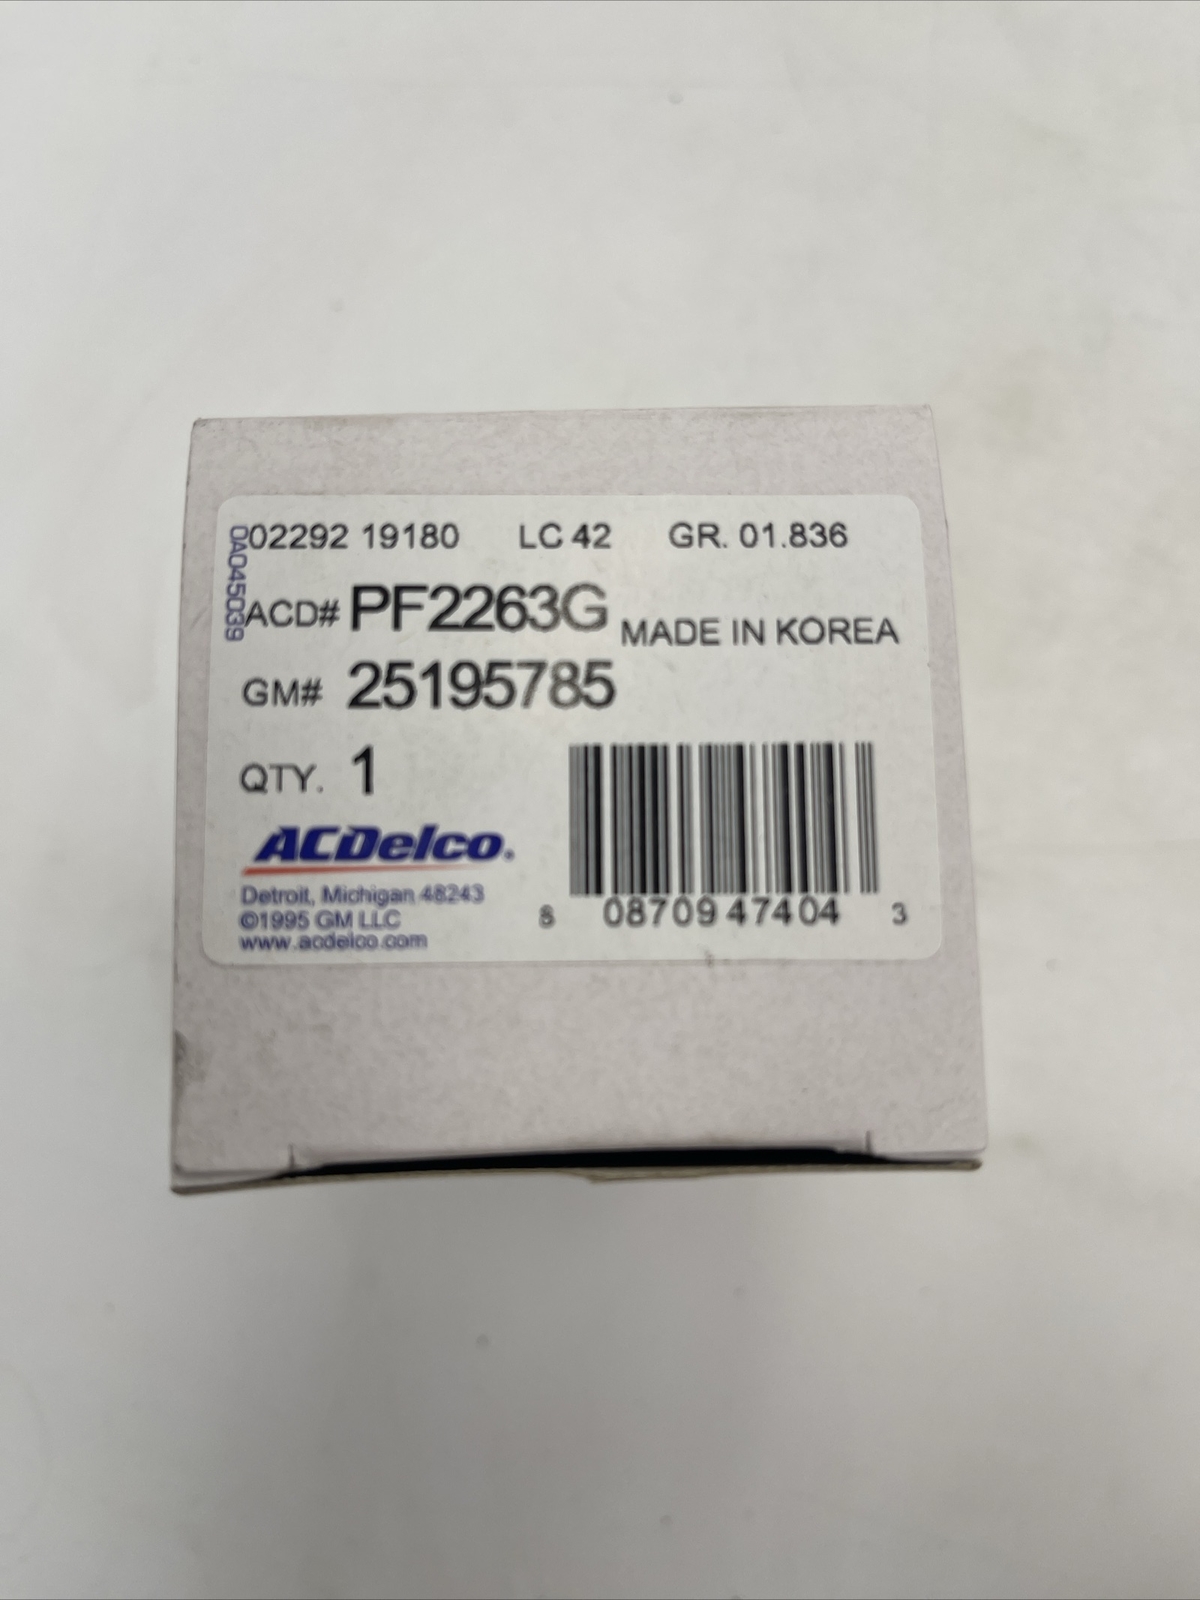 02292 19180 LC 42 GR. 01.836
0A045039
ACD# PF2263G MADE IN KOREA
GM# 25195785
QTY. 1
ACDelco.
Detroit, Michigan 48243
©1995 GM LLC
www.acdelco.com
8 08709 47404 3